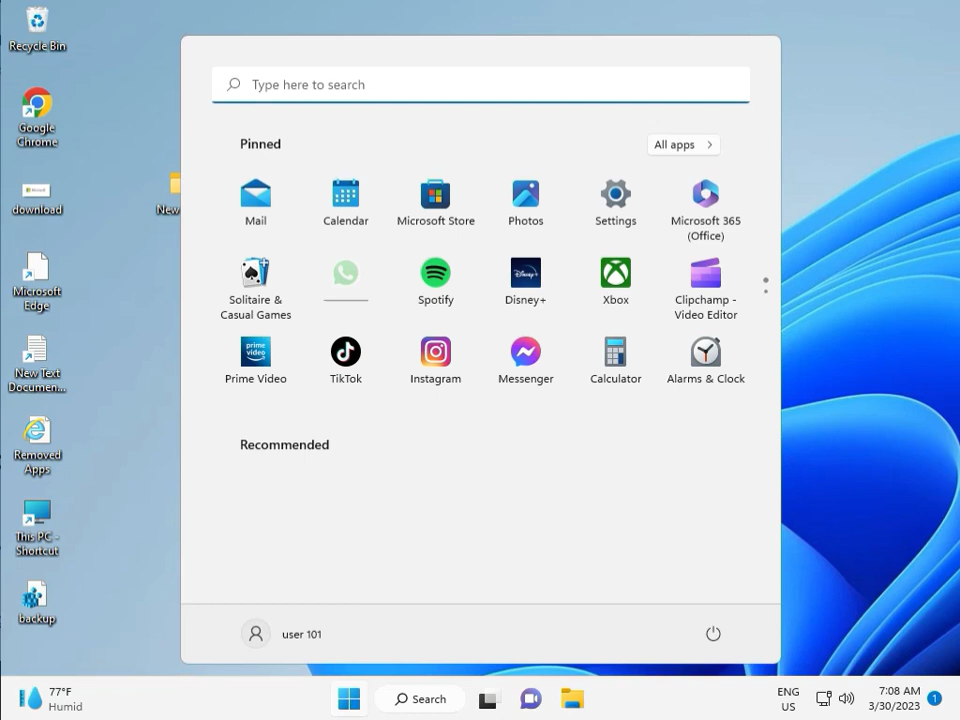 Recycle Bin
Google
Chrome
download
New
Microsoft
Edge
New Text
Documen...
Removed
Apps
This PC -
Shortcut
backup
Type here to search
Pinned
All apps
Mail
Calendar
Microsoft Store
Photos
Settings
Microsoft 365
(Office)
Solitaire &
Casual Games
Spotify
Disney+
Disney+
Xbox
Clipchamp -
Video Editor
prime
video
Prime Video
TikTok
Instagram
Messenger
Calculator
Alarms & Clock
Recommended
user 101
77°F
Humid
Search
ENG
US
7:08 AM
3/30/2023
1